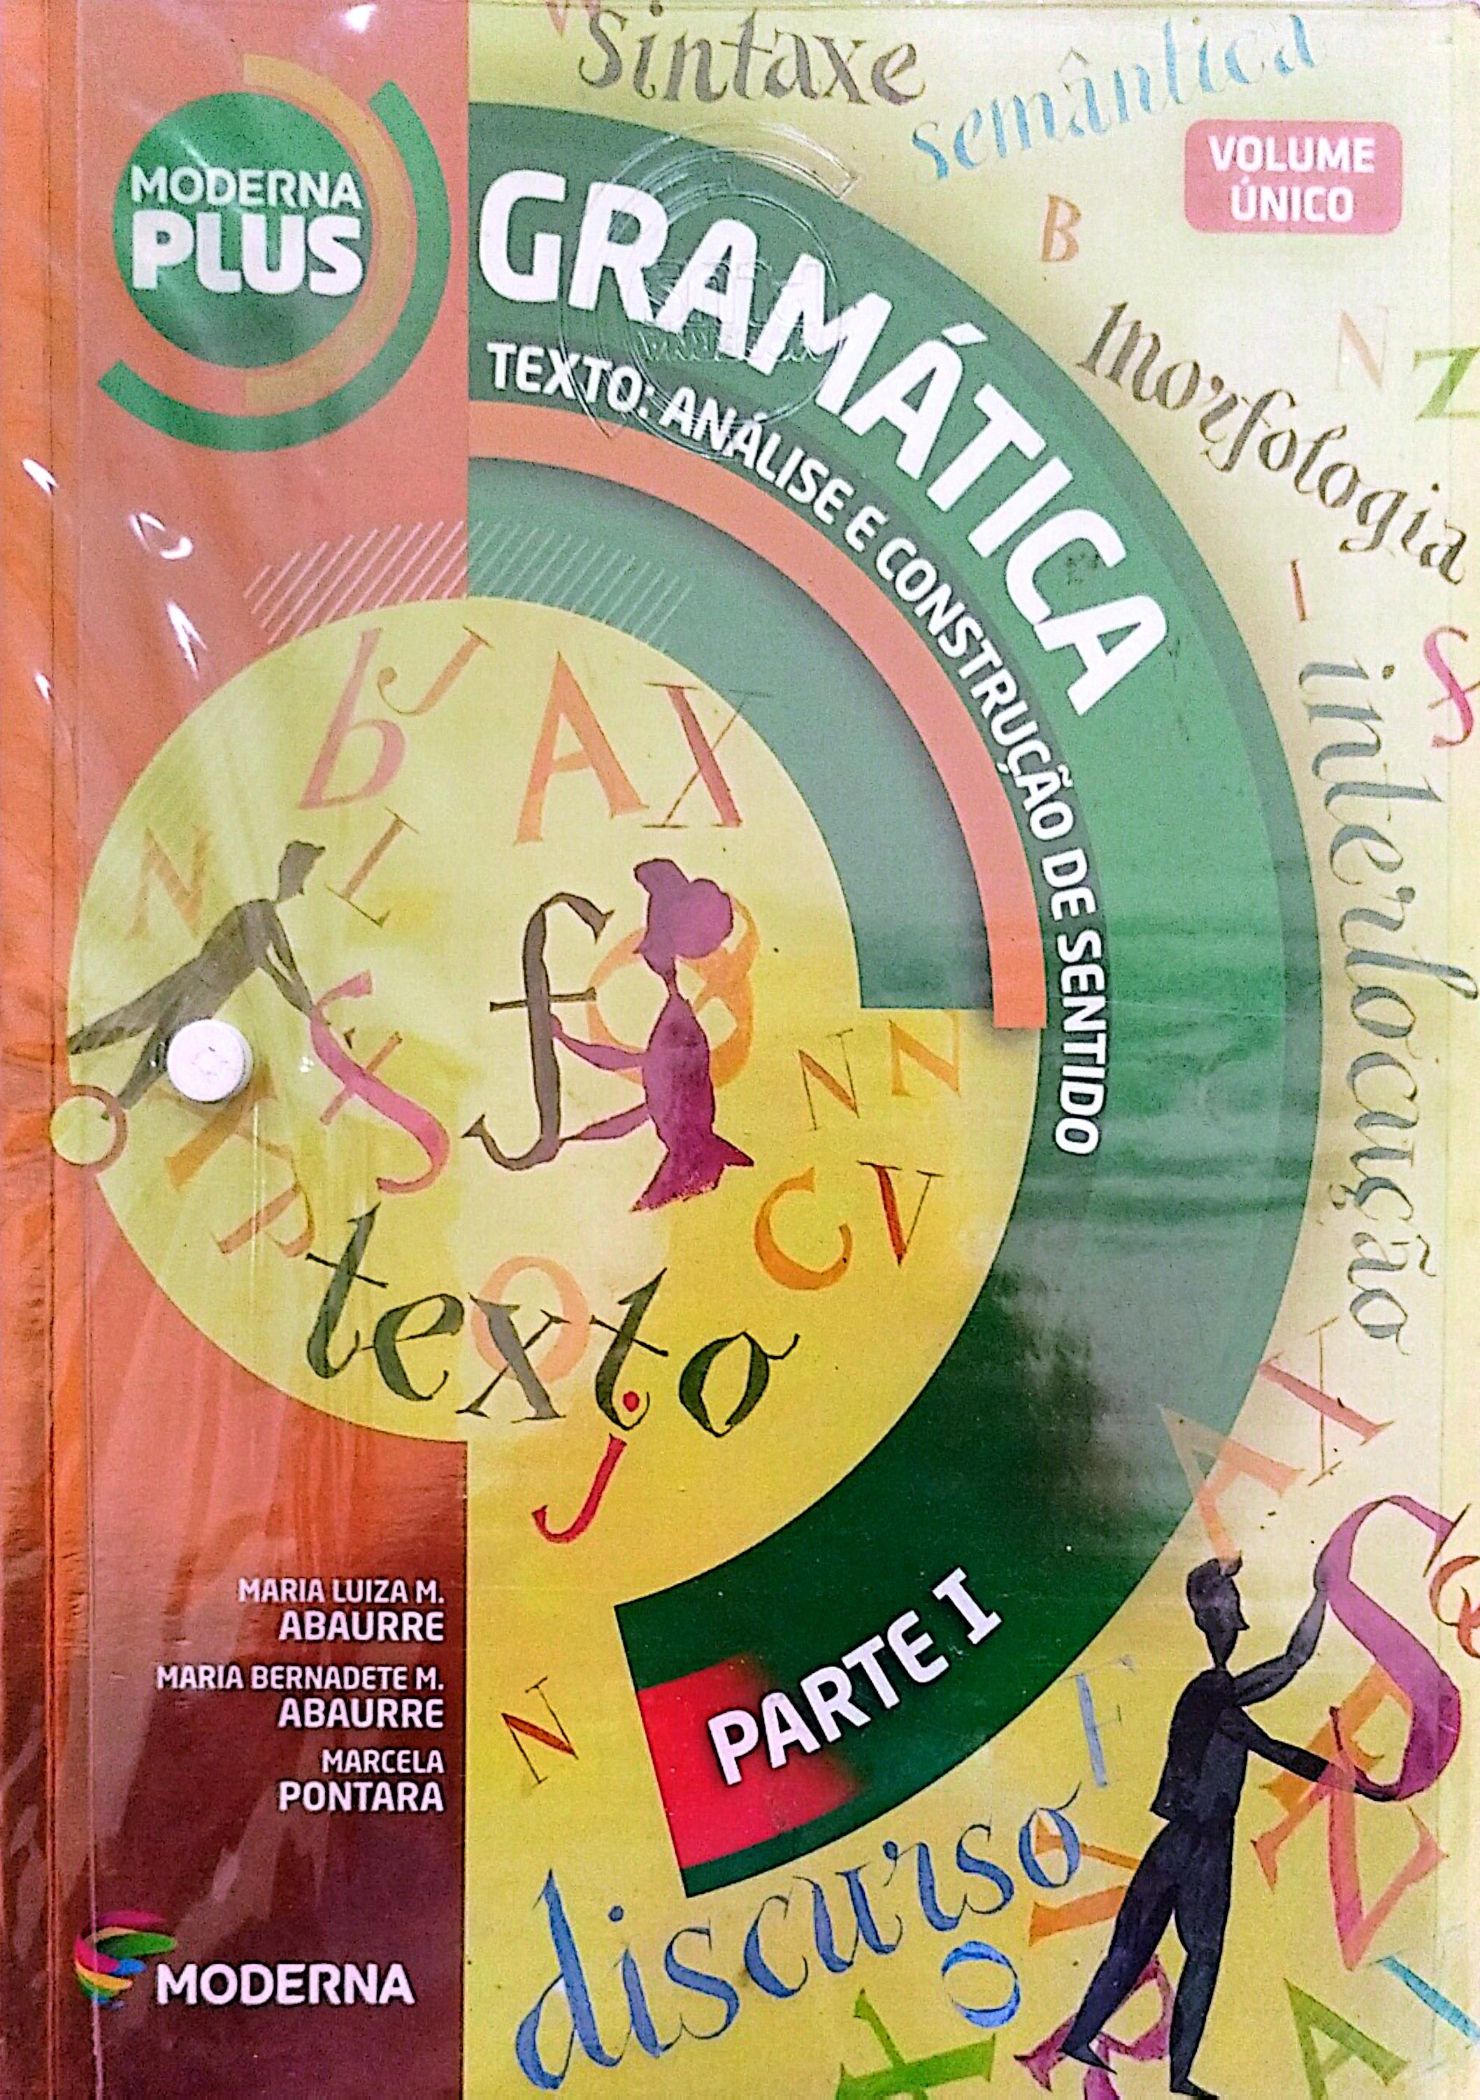 sintaxe
semântica
VOLUME
ÚNICO
MODERNA
PLUS
GRAMÁTICA
TEXTO: ANÁLISE E CONSTRUÇÃO DE SENTIDO
B
N
Z
morfologia
interlocução
b
J
A
X
N
I
f
f
N
N
C
V
texto
O
J
MARIA LUIZA M.
ABAURRE
MARIA BERNADETE M.
ABAURRE
MARCELA
PONTARA
PARTE I
N
F
S
discurso
O
R
A
MODERNA